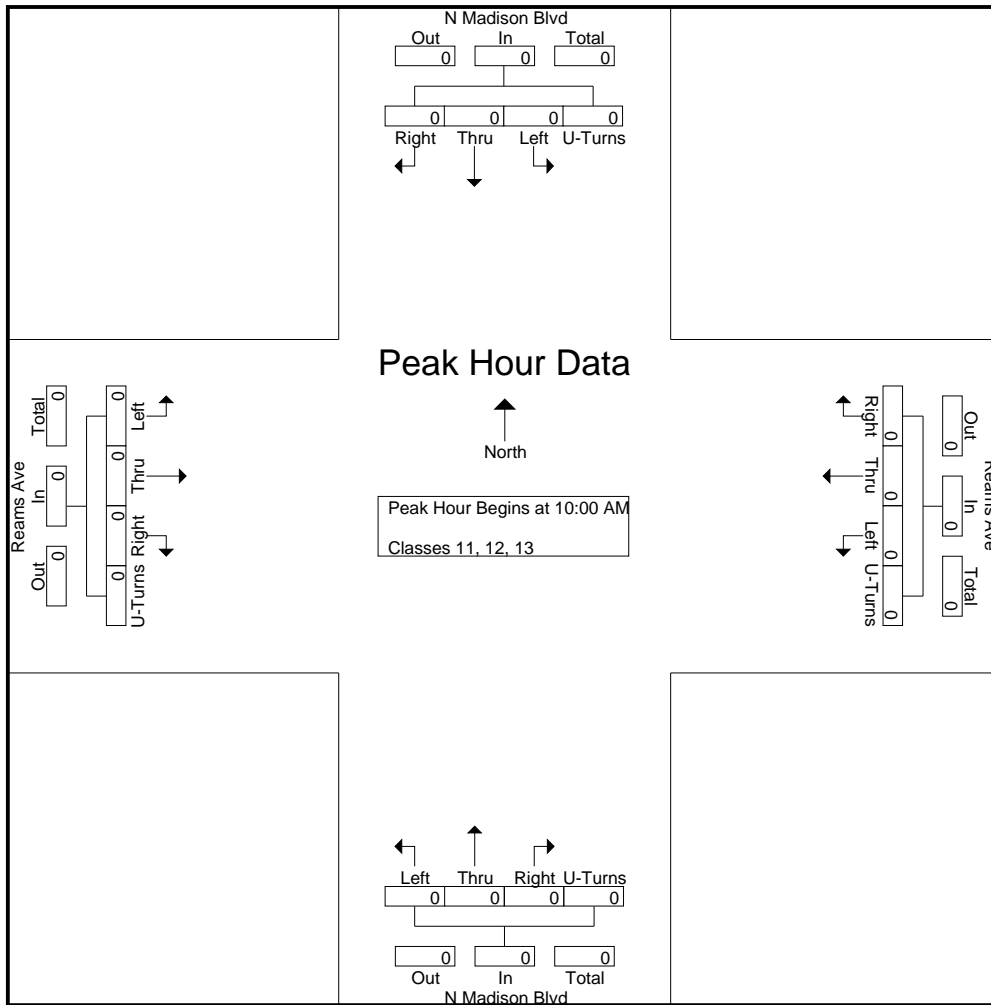 N Madison Blvd
Out In Total
0 0 0
0 0 0 0
Right Thru Left U-Turns
Peak Hour Data
North
Peak Hour Begins at 10:00 AM
Classes 11, 12, 13
Reams Ave
Total In Out
0 0 0
0 0 0 0
Left Thru Right U-Turns
Right Thru Left U-Turns
0 0 0 0
0 0 0
Out In Total
Reams Ave
Left Thru Right U-Turns
0 0 0 0
0 0 0
Out In Total
N Madison Blvd